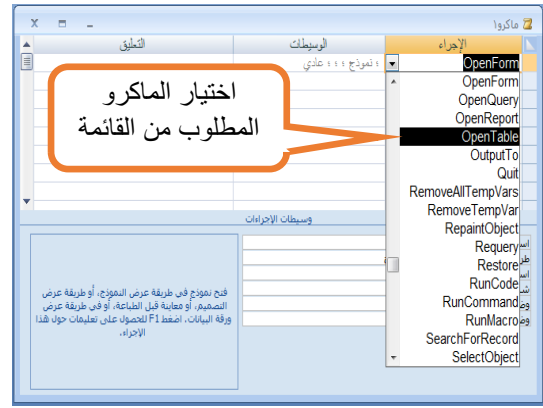 ماكرو١
الإجراء
الوسيطات
التعليق
OpenForm
؛ نموذج ؛ ؛ ؛ عادي
OpenForm
OpenQuery
OpenReport
OpenTable
OutputTo
Quit
RemoveAllTempVars
RemoveTempVar
RepaintObject
Requery
Restore
RunCode
RunCommand
RunMacro
SearchForRecord
SelectObject
اختيار الماكرو
المطلوب من القائمة
وسيطات الإجراءات
فتح نموذج في طريقة عرض النموذج، أو طريقة عرض
التصميم، أو معاينة قبل الطباعة، أو في طريقة عرض
ورقة البيانات. اضغط F1 للحصول على تعليمات حول هذا
الإجراء.